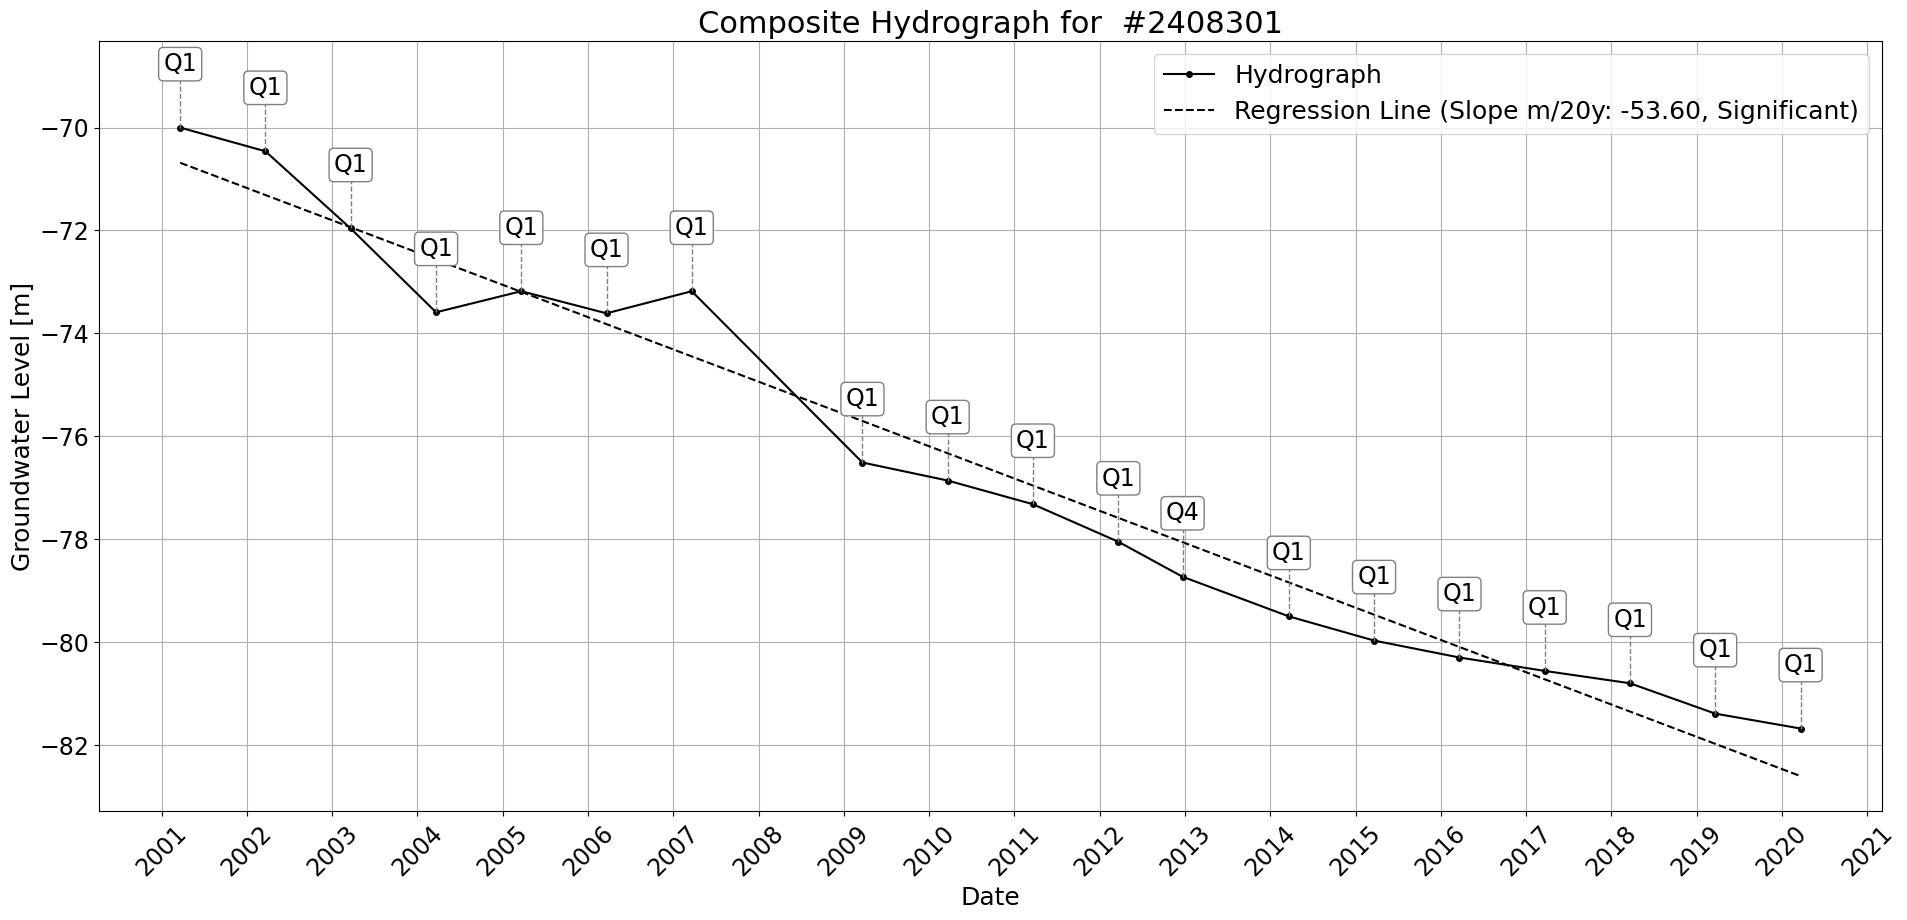 Composite Hydrograph for  #2408301
Hydrograph
Regression Line (Slope m/20y: -53.60, Significant)
Groundwater Level [m]
−70
−72
−74
−76
−78
−80
−82
Q1
Q1
Q1
Q1
Q1
Q1
Q1
Q1
Q1
Q1
Q1
Q4
Q1
Q1
Q1
Q1
Q1
Q1
Q1
2001
2002
2003
2004
2005
2006
2007
2008
2009
2010
2011
2012
2013
2014
2015
2016
2017
2018
2019
2020
2021
Date